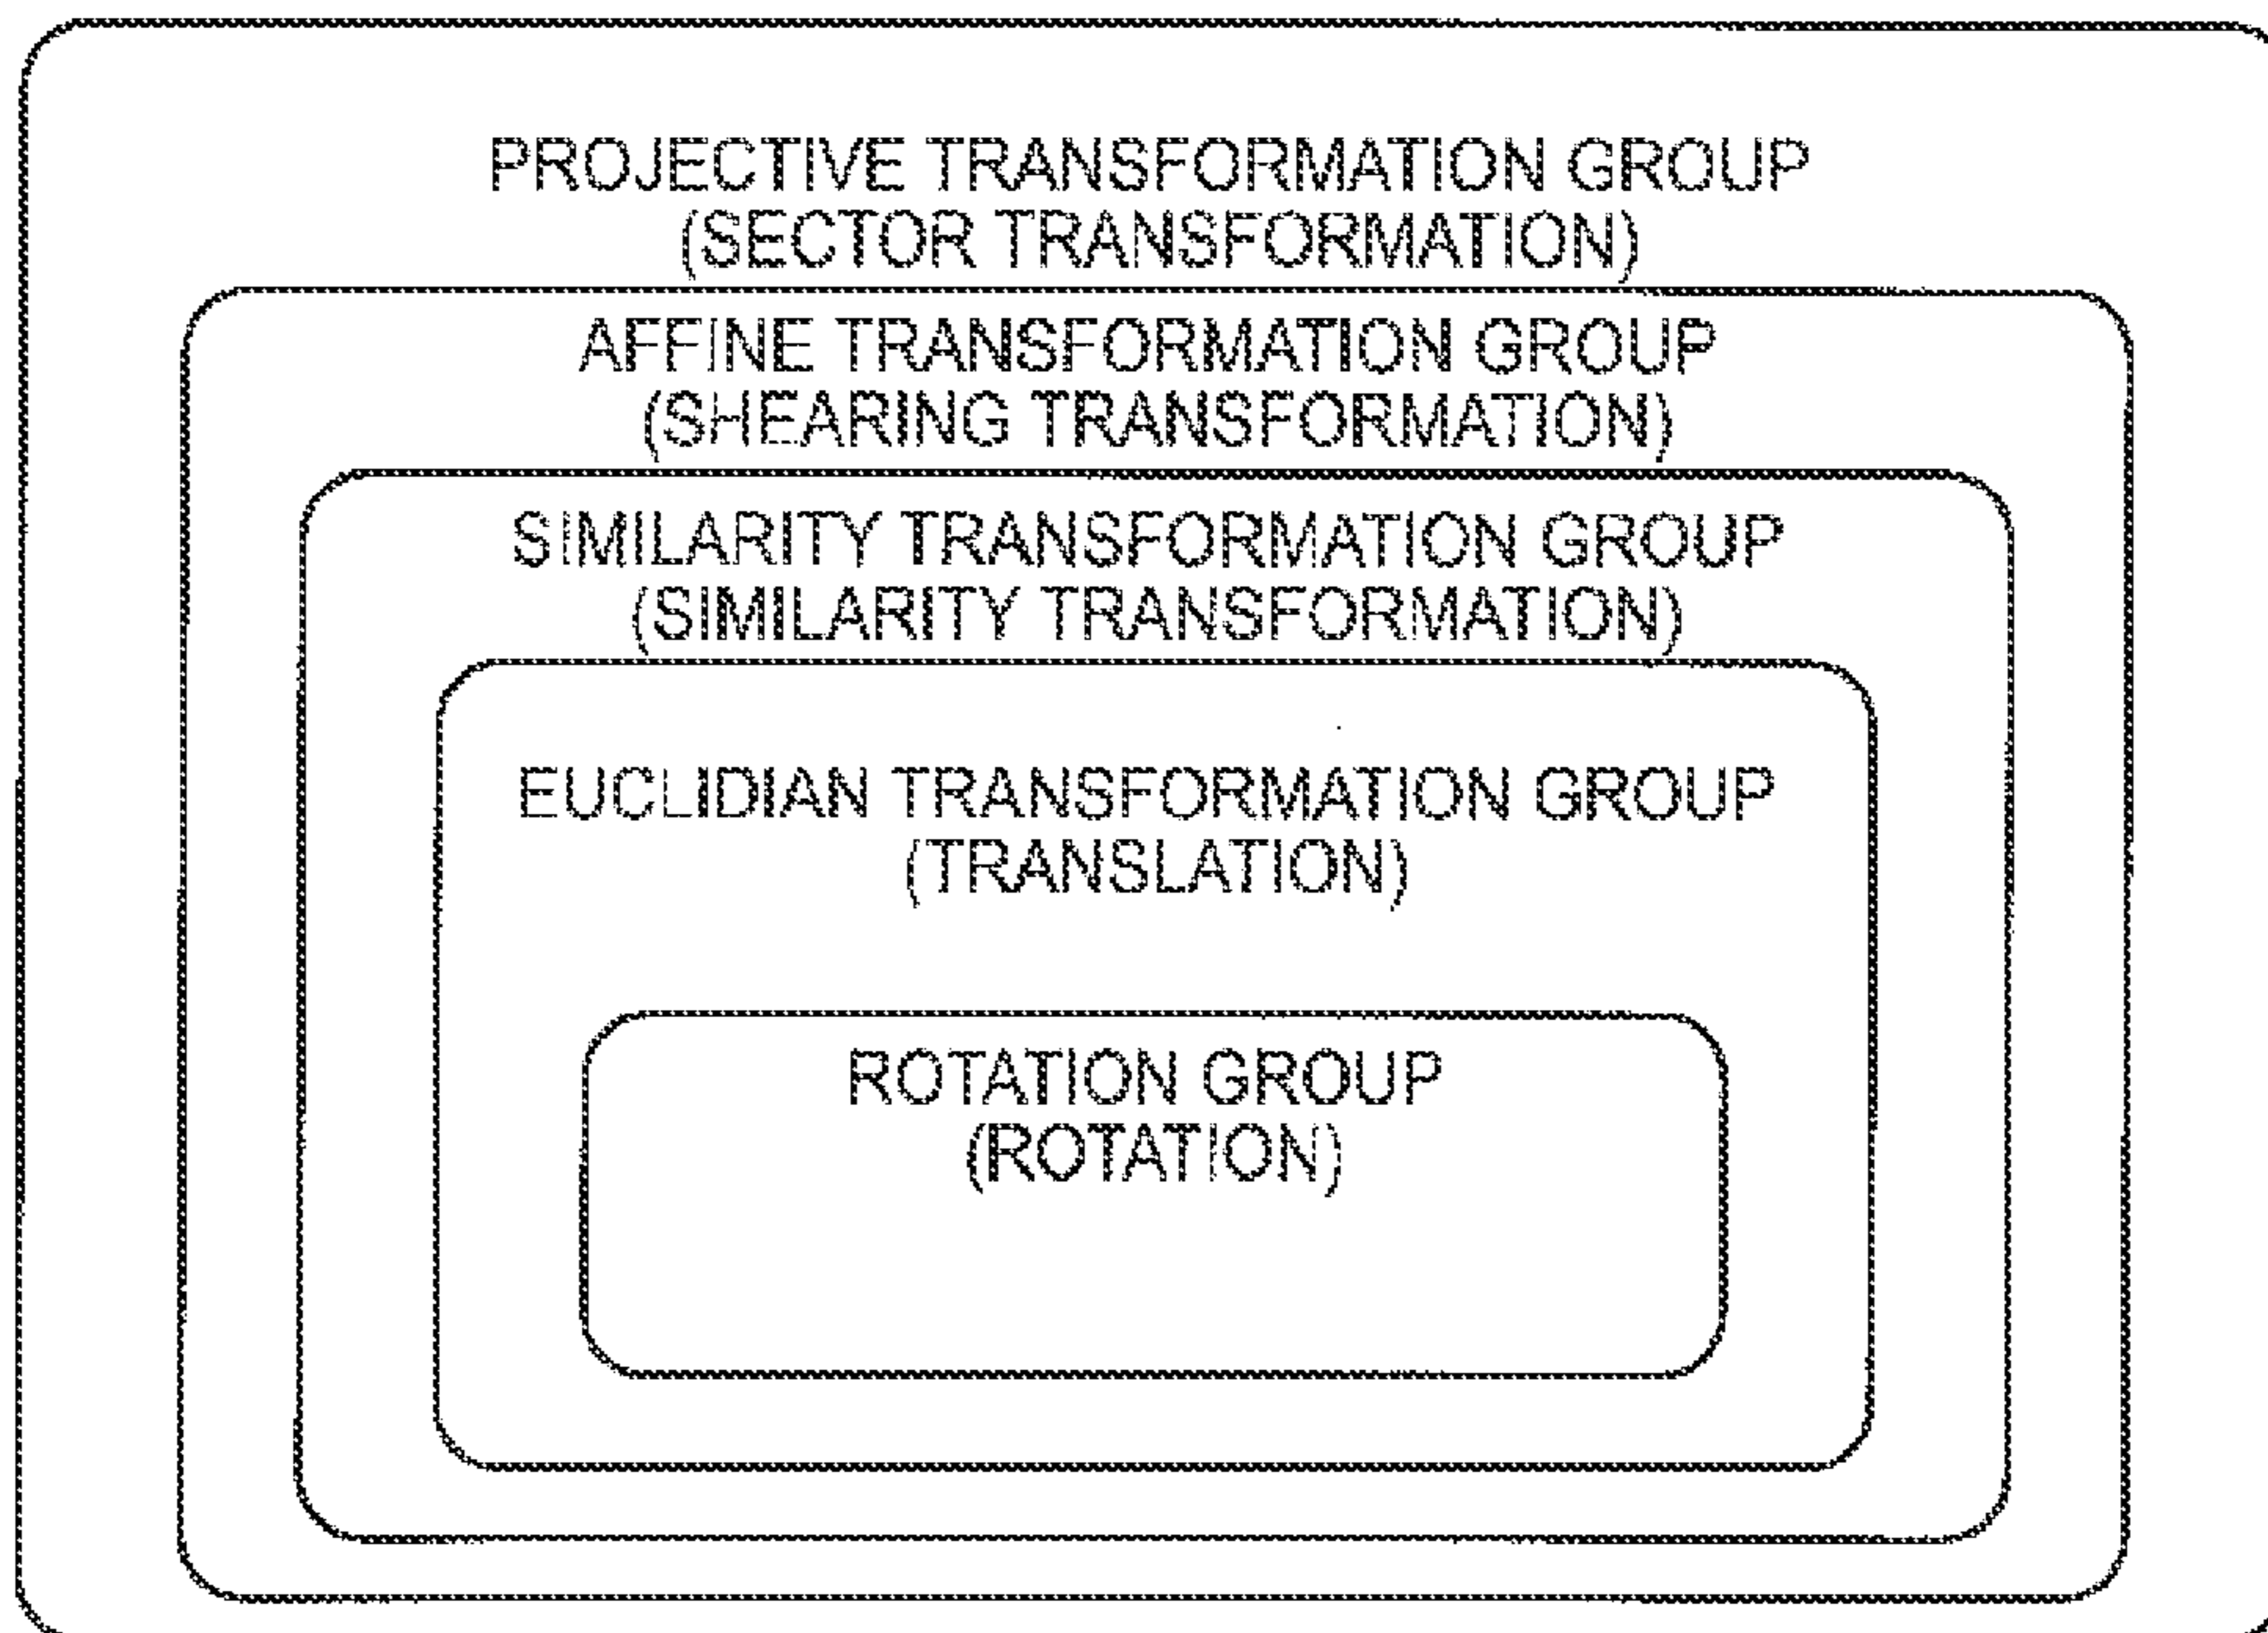 PROJECTIVE TRANSFORMATION GROUP
(SECTOR TRANSFORMATION)
AFFINE TRANSFORMATION GROUP
(SHEARING TRANSFORMATION)
SIMILARITY TRANSFORMATION GROUP
(SIMILARITY TRANSFORMATION)
EUCLIDIAN TRANSFORMATION GROUP
(TRANSLATION)
ROTATION GROUP
(ROTATION)